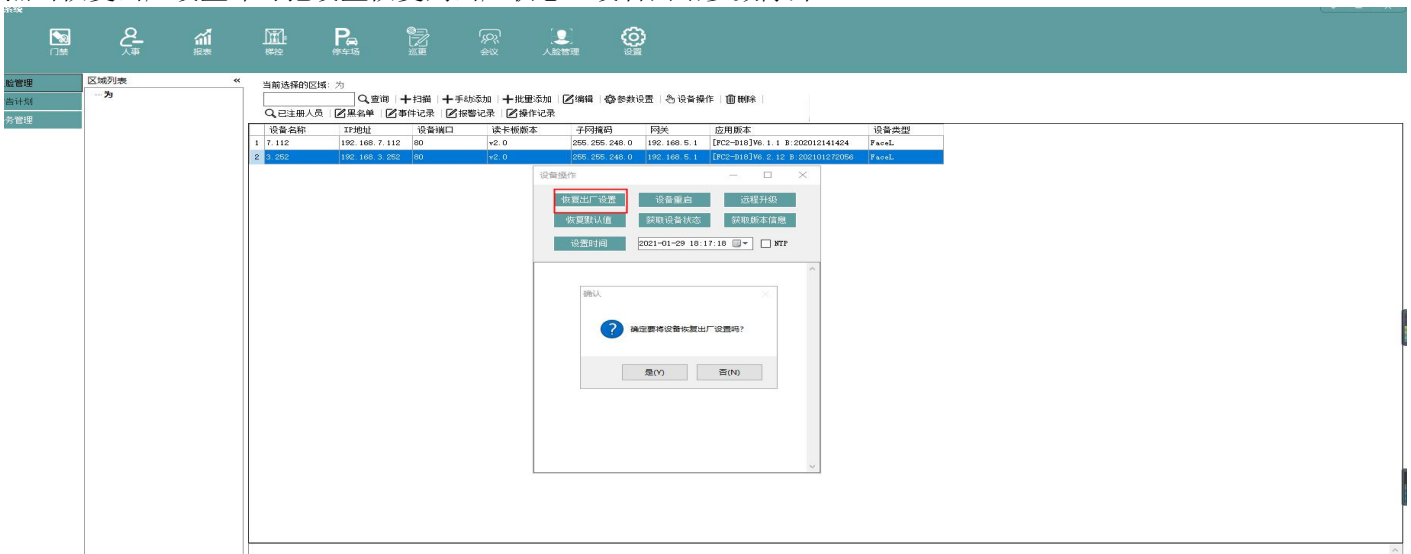 门禁 人事 报表 梯控 停车场 巡更 会议 人脸管理 设置
脸管理
告计划
务管理
区域列表 «
为
当前选择的区域: 为
查询 扫描 手动添加 批里添加 编辑 参数设置 设备操作 删除
已注册人员 黑名单 事件记录 报警记录 操作记录
设备名称 IP地址 设备端口 读卡板版本 子网掩码 网关 应用版本 设备类型
1 7.112 192.168.7.112 80 v2.0 255.255.248.0 192.168.5.1 [FC2-D18]V6.1.1 B:202012141424 FaceL
2 3.252 192.168.3.252 80 v2.0 255.255.248.0 192.168.5.1 [FC2-D18]V6.2.12 B:202101272056 FaceL
设备操作
恢复出厂设置 设备重启 远程升级
恢复默认值 获取设备状态 获取版本信息
设置时间 2021-01-29 18:17:18 NTP
确认
确定要将设备恢复出厂设置吗?
是(Y) 否(N)